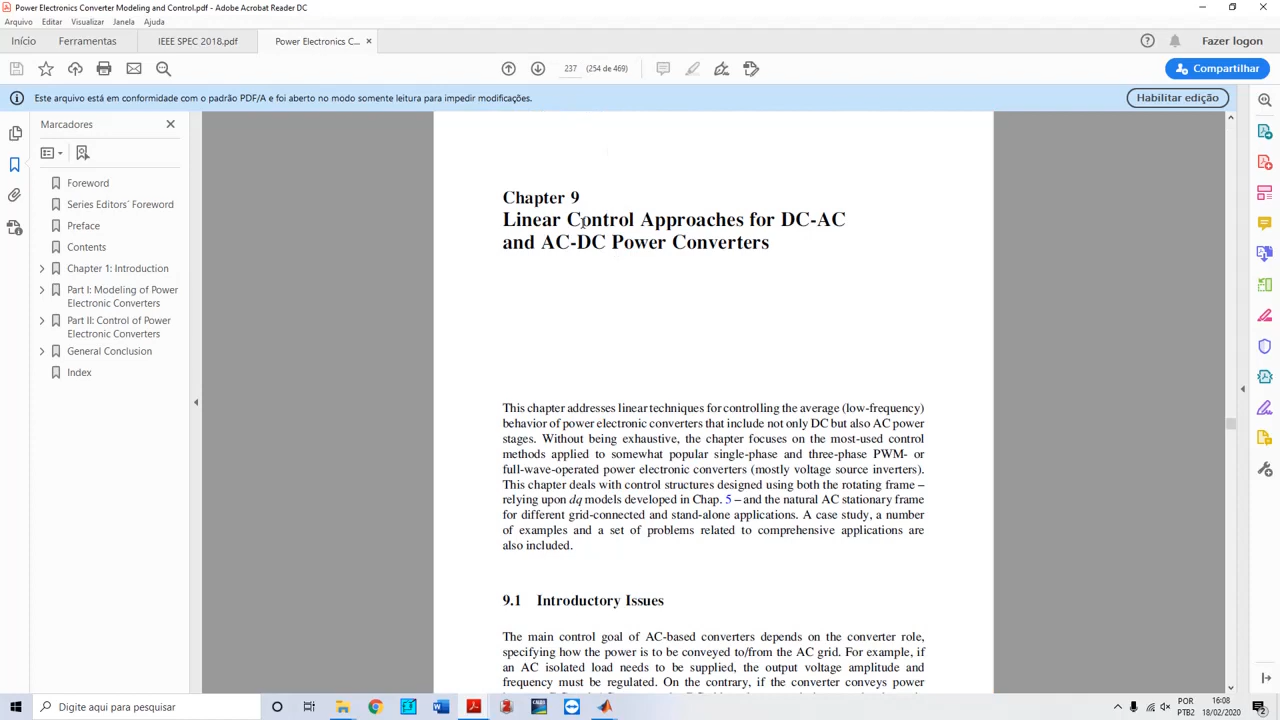 Power Electronics Converter Modeling and Control.pdf - Adobe Acrobat Reader DC
Arquivo Editar Visualizar Janela Ajuda
Início Ferramentas IEEE SPEC 2018.pdf Power Electronics C... Fazer logon
237 (254 de 469) Compartilhar
Este arquivo está em conformidade com o padrão PDF/A e foi aberto no modo somente leitura para impedir modificações. Habilitar edição
Marcadores
Foreword
Series Editors´ Foreword
Preface
Contents
Chapter 1: Introduction
Part I: Modeling of Power
Electronic Converters
Part II: Control of Power
Electronic Converters
General Conclusion
Index
Chapter 9
Linear Control Approaches for DC-AC
and AC-DC Power Converters
This chapter addresses linear techniques for controlling the average (low-frequency)
behavior of power electronic converters that include not only DC but also AC power
stages. Without being exhaustive, the chapter focuses on the most-used control
methods applied to somewhat popular single-phase and three-phase PWM- or
full-wave-operated power electronic converters (mostly voltage source inverters).
This chapter deals with control structures designed using both the rotating frame –
relying upon dq models developed in Chap. 5 – and the natural AC stationary frame
for different grid-connected and stand-alone applications. A case study, a number
of examples and a set of problems related to comprehensive applications are
also included.
9.1 Introductory Issues
The main control goal of AC-based converters depends on the converter role,
specifying how the power is to be conveyed to/from the AC grid. For example, if
an AC isolated load needs to be supplied, the output voltage amplitude and
frequency must be regulated. On the contrary, if the converter conveys power
Digite aqui para pesquisar
POR 16:08
PTB2 18/02/2020 2